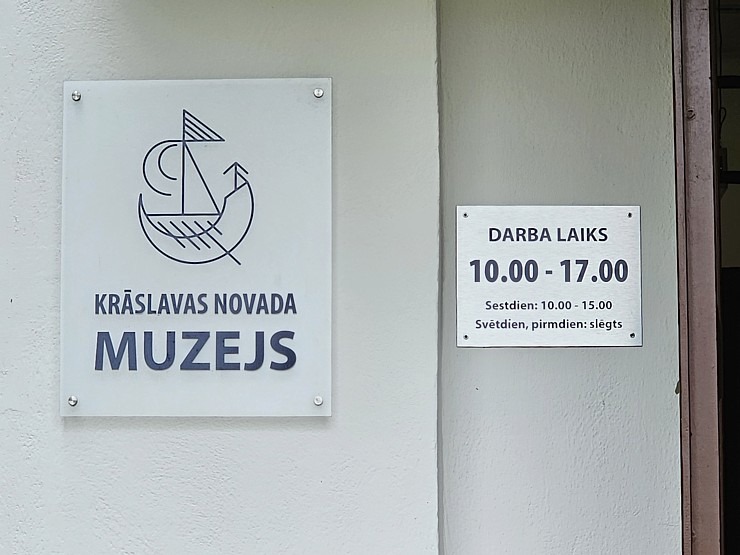 KRĀSLAVAS NOVADA
MUZEJS
DARBA LAIKS
10.00 - 17.00
Sestdien: 10.00 - 15.00
Svētdien, pirmdien: slēgts